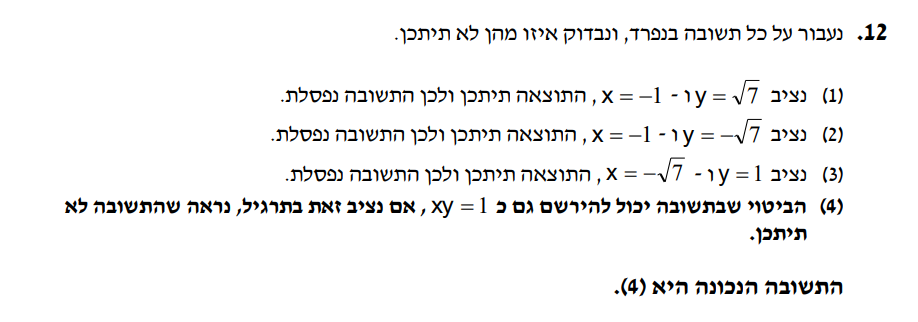 12. נעבור על כל תשובה בנפרד, ונבדוק איזו מהן לא תיתכן.
(1) נציב y = √7 ו - x = −1 , התוצאה תיתכן ולכן התשובה נפסלת.
(2) נציב y = −√7 ו - x = −1 , התוצאה תיתכן ולכן התשובה נפסלת.
(3) נציב y = 1 ו - x = −√7 , התוצאה תיתכן ולכן התשובה נפסלת.
(4) הביטוי שבתשובה יכול להירשם גם כ xy = 1 , אם נציב זאת בתרגיל, נראה שהתשובה לא
תיתכן.
התשובה הנכונה היא (4).